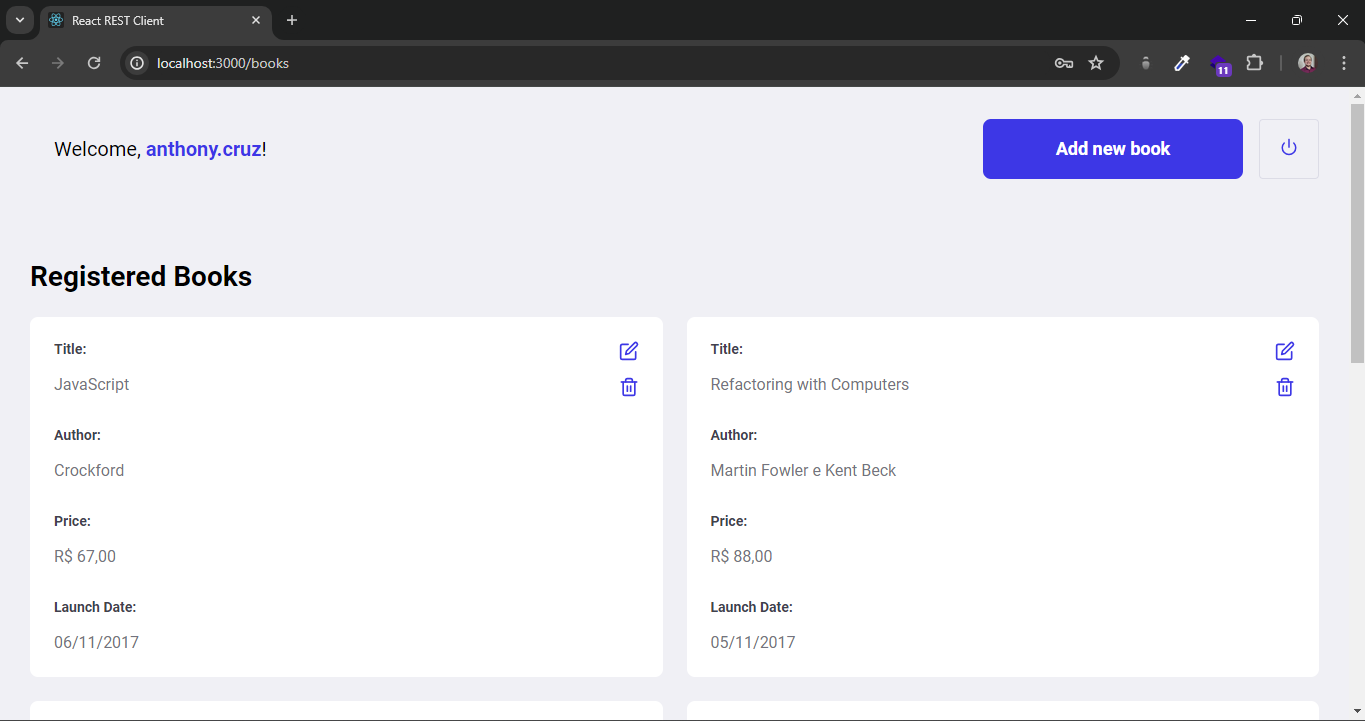 React REST Client
localhost:3000/books
11
Welcome, anthony.cruz!
Add new book
Registered Books
Title:
JavaScript
Author:
Crockford
Price:
R$ 67,00
Launch Date:
06/11/2017
Title:
Refactoring with Computers
Author:
Martin Fowler e Kent Beck
Price:
R$ 88,00
Launch Date:
05/11/2017